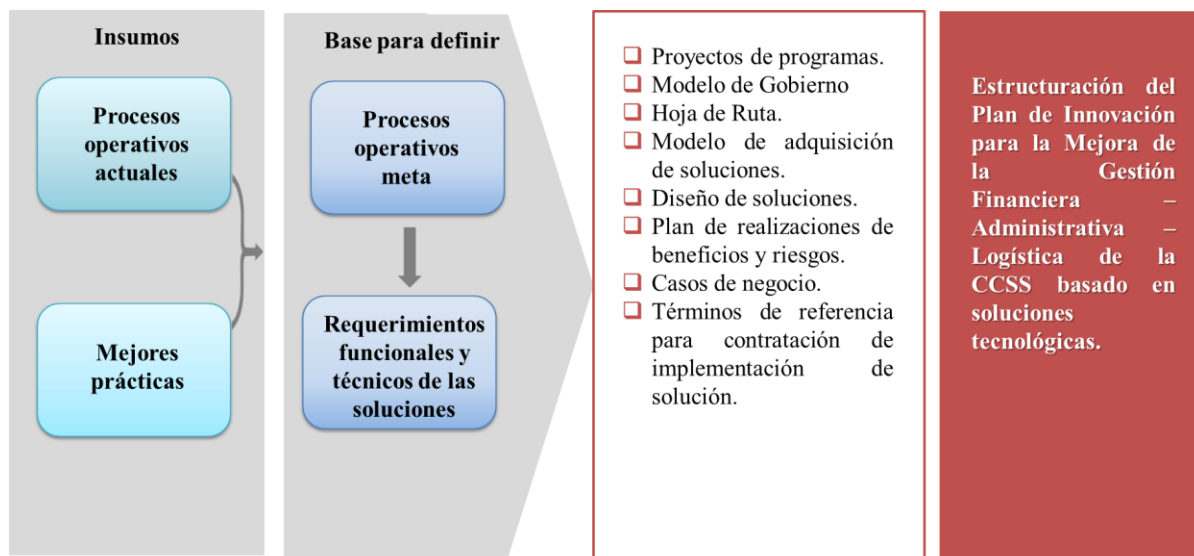 Insumos
Procesos
operativos
actuales
Mejores
prácticas
Base para definir
Procesos
operativos
meta
Requerimientos
funcionales y
técnicos de las
soluciones
Proyectos de programas.
Modelo de Gobierno
Hoja de Ruta.
Modelo de adquisición
de soluciones.
Diseño de soluciones.
Plan de realizaciones de
beneficios y riesgos.
Casos de negocio.
Términos de referencia
para contratación de
implementación de
solución.
Estructuración del
Plan de Innovación
para la Mejora de
la Gestión
Financiera –
Administrativa –
Logística de la
CCSS basado en
soluciones
tecnológicas.